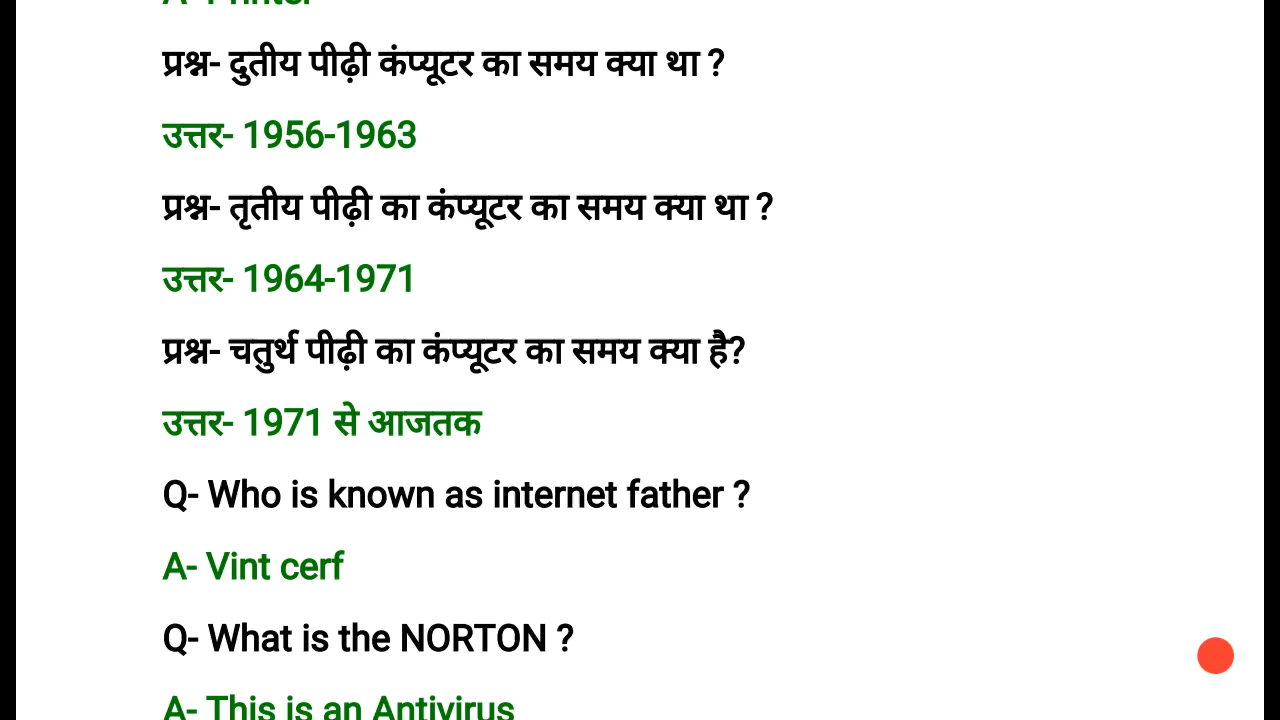 A- Printer
प्रश्न- दुतीय पीढ़ी कंप्यूटर का समय क्या था ?
उत्तर- 1956-1963
प्रश्न- तृतीय पीढ़ी का कंप्यूटर का समय क्या था ?
उत्तर- 1964-1971
प्रश्न- चतुर्थ पीढ़ी का कंप्यूटर का समय क्या है?
उत्तर- 1971 से आजतक
Q- Who is known as internet father ?
A- Vint cerf
Q- What is the NORTON ?
A- This is an Antivirus